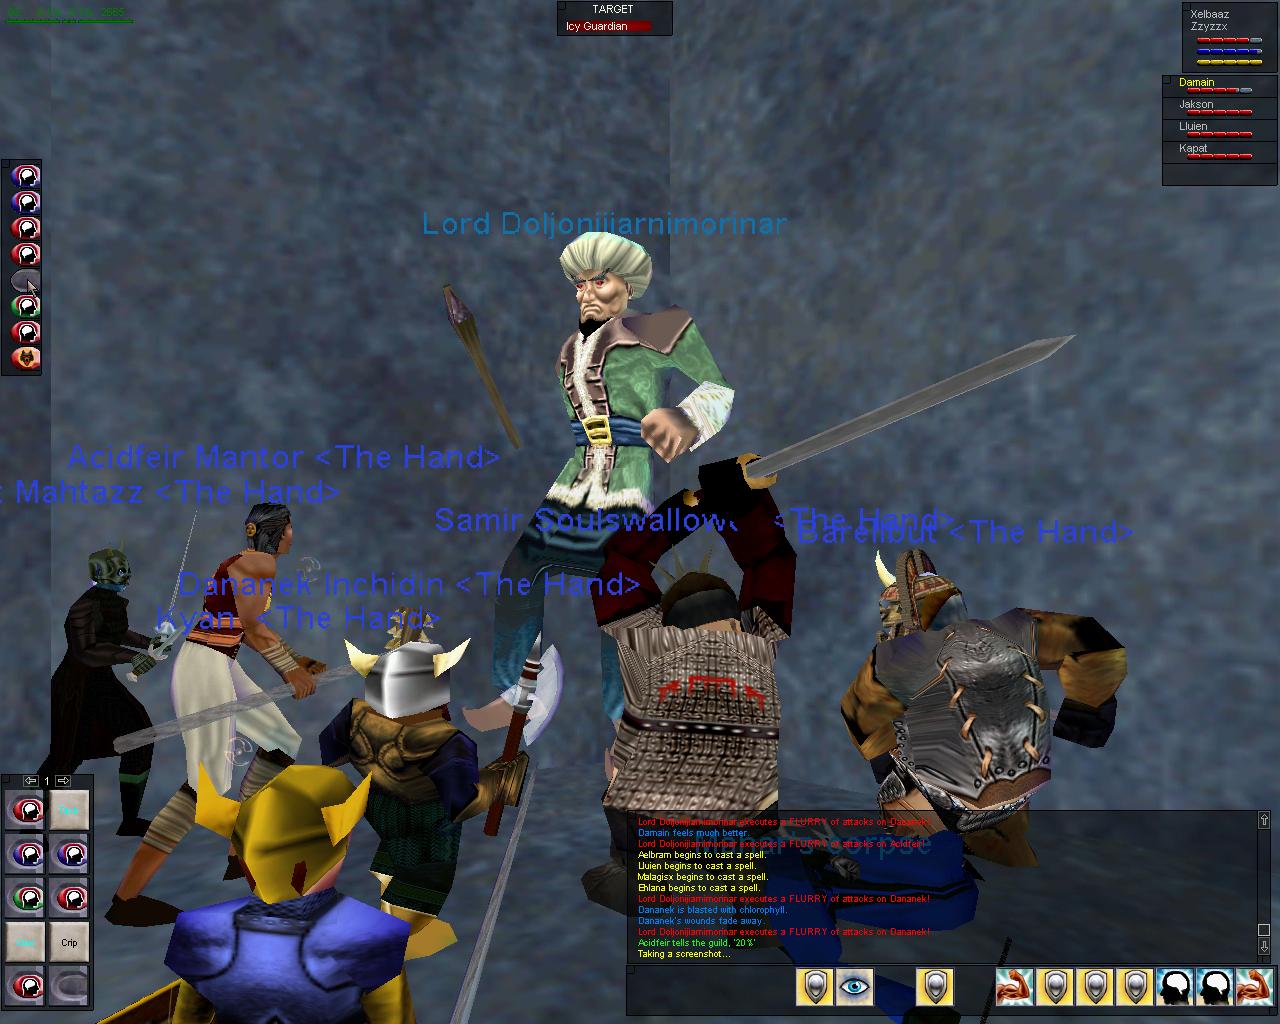 TARGET
Icy Guardian
Xelbaaz
Zzyzzx
Damain
Jakson
Lluien
Kapat
Lord Doljonijiarnimorinar
Acidfeir Mantor <The Hand>
Mahtazz <The Hand>
Samir Soulswallow <The Hand>
Barelibut <The Hand>
Dananek Inchidin <The Hand>
Kyan <The Hand>
1
Crip
Lord Doljonijiarnimorinar executes a FLURRY of attacks on Dananek!
Damain feels much better.
Lord Doljonijiarnimorinar executes a FLURRY of attacks on Acidfeir!
Aelbram begins to cast a spell.
Lluien begins to cast a spell.
Malagisx begins to cast a spell.
Ehlana begins to cast a spell.
Lord Doljonijiarnimorinar executes a FLURRY of attacks on Dananek!
Dananek is blasted with chlorophyll.
Dananek's wounds fade away.
Lord Doljonijiarnimorinar executes a FLURRY of attacks on Dananek!
Acidfeir tells the guild, '20%'
Taking a screenshot...